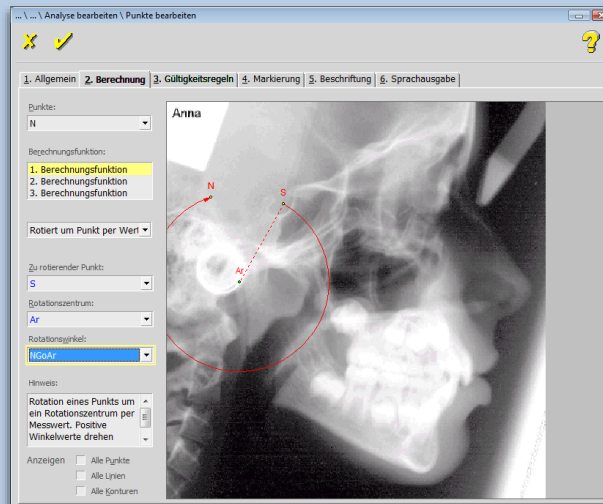 ... \ ... \ Analyse bearbeiten \ Punkte bearbeiten
1. Allgemein
2. Berechnung
3. Gültigkeitsregeln
4. Markierung
5. Beschriftung
6. Sprachausgabe
Punkte:
N
Berechnungsfunktion:
1. Berechnungsfunktion
2. Berechnungsfunktion
3. Berechnungsfunktion
Rotiert um Punkt per Wert
Zu rotierender Punkt:
S
Rotationszentrum:
Ar
Rotationswinkel:
NGoAr
Hinweis:
Rotation eines Punkts um
ein Rotationszentrum per
Messwert. Positive
Winkelwerte drehen
Anzeigen
Alle Punkte
Alle Linien
Alle Konturen
Anna
N
S
Ar